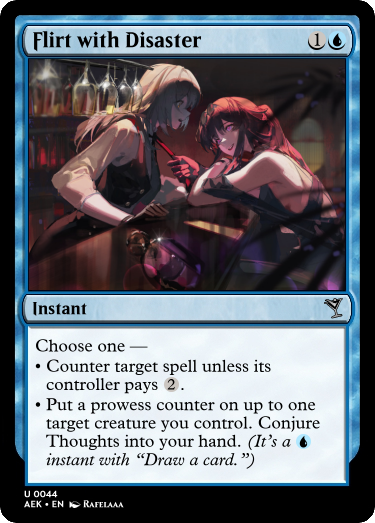 Flirt with Disaster 1
Instant
Choose one —
• Counter target spell unless its
controller pays 2.
• Put a prowess counter on up to one
target creature you control. Conjure
Thoughts into your hand. (It's a
instant with “Draw a card.”)
U 0044
AEK • EN Rafelaaa